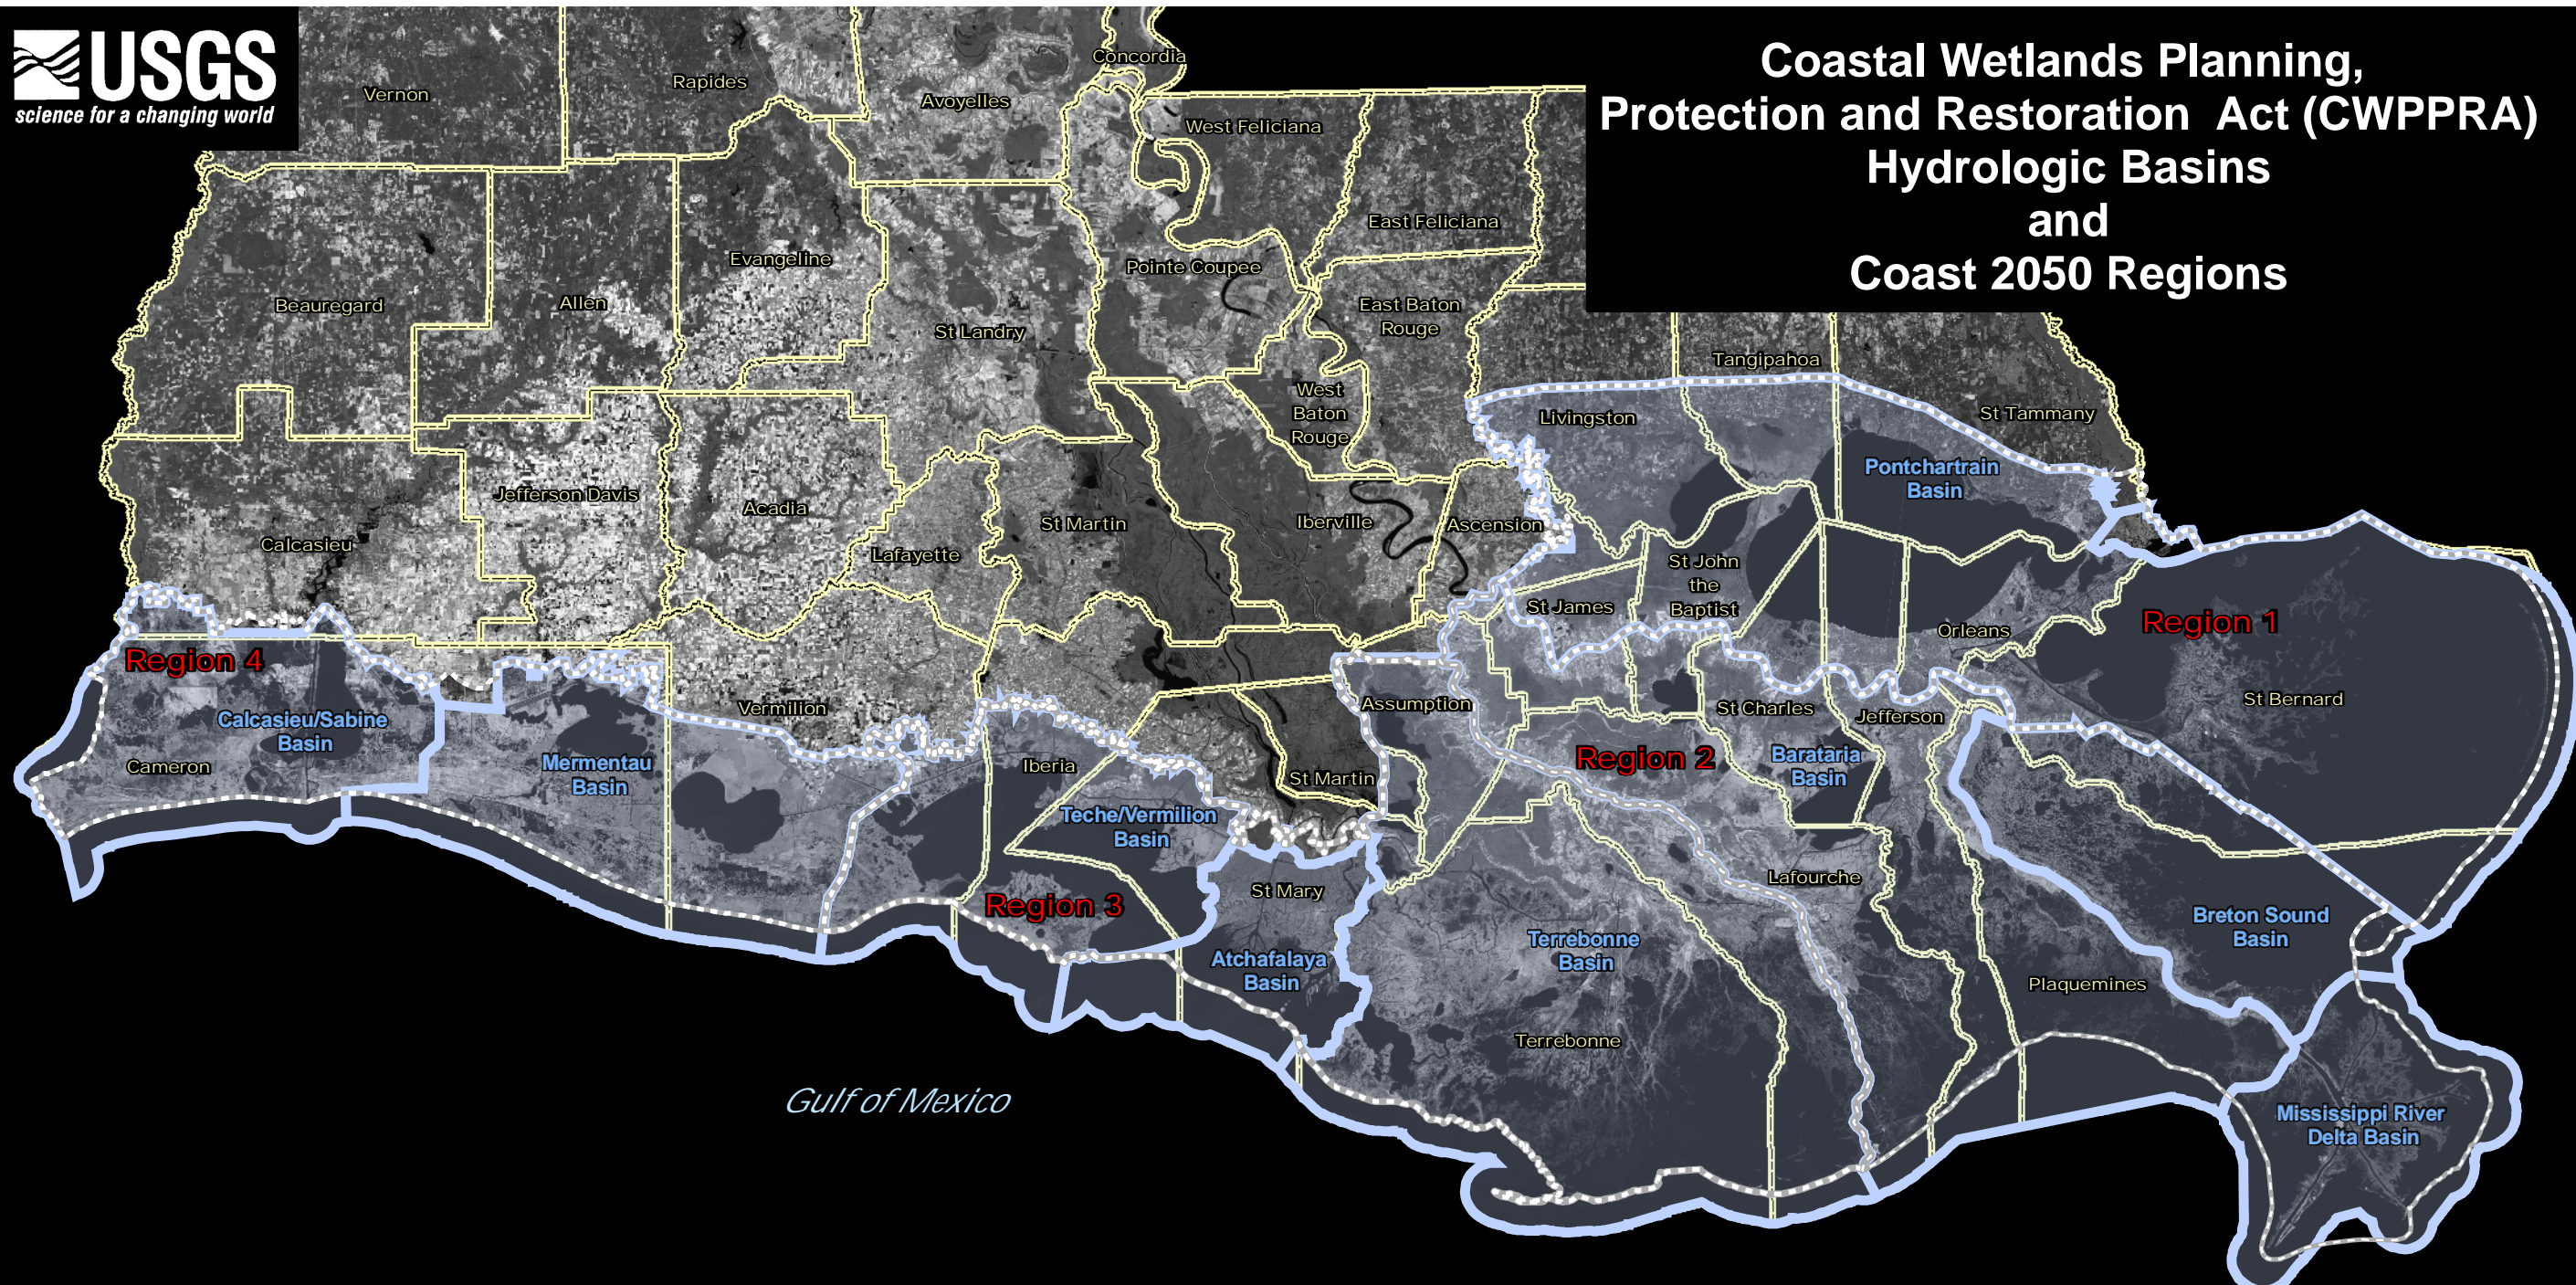 USGS
science for a changing world
Coastal Wetlands Planning,
Protection and Restoration Act (CWPPRA)
Hydrologic Basins
and
Coast 2050 Regions
Concordia
Vernon
Rapides
Avoyelles
West Feliciana
East Feliciana
Evangeline
Pointe Coupee
Beauregard
Allen
St Landry
East Baton
Rouge
Tangipahoa
West
Baton
Rouge
Livingston
St Tammany
Pontchartrain
Basin
Jefferson Davis
Acadia
St Martin
Iberville
Ascension
Calcasieu
Lafayette
St John
the
Baptist
St James
Orleans
Region 1
Region 4
St Bernard
Calcasieu/Sabine
Basin
Vermilion
Assumption
St Charles
Jefferson
Cameron
Mermentau
Basin
Iberia
St Martin
Region 2
Barataria
Basin
Teche/Vermilion
Basin
St Mary
Lafourche
Region 3
Breton Sound
Basin
Atchafalaya
Basin
Terrebonne
Basin
Plaquemines
Terrebonne
Gulf of Mexico
Mississippi River
Delta Basin